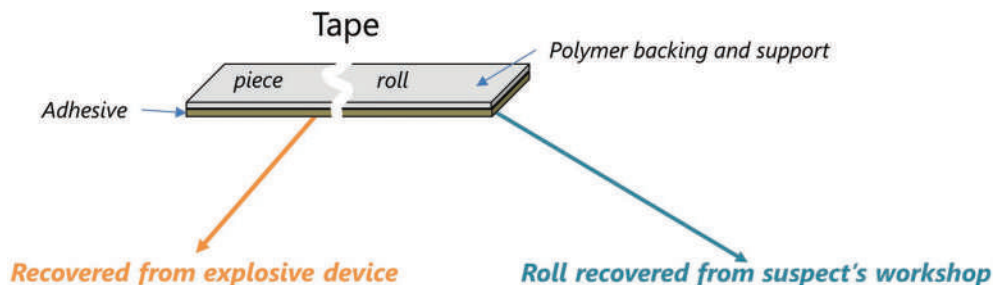 Tape
Polymer backing and support
piece roll
Adhesive
Recovered from explosive device
Roll recovered from suspect's workshop